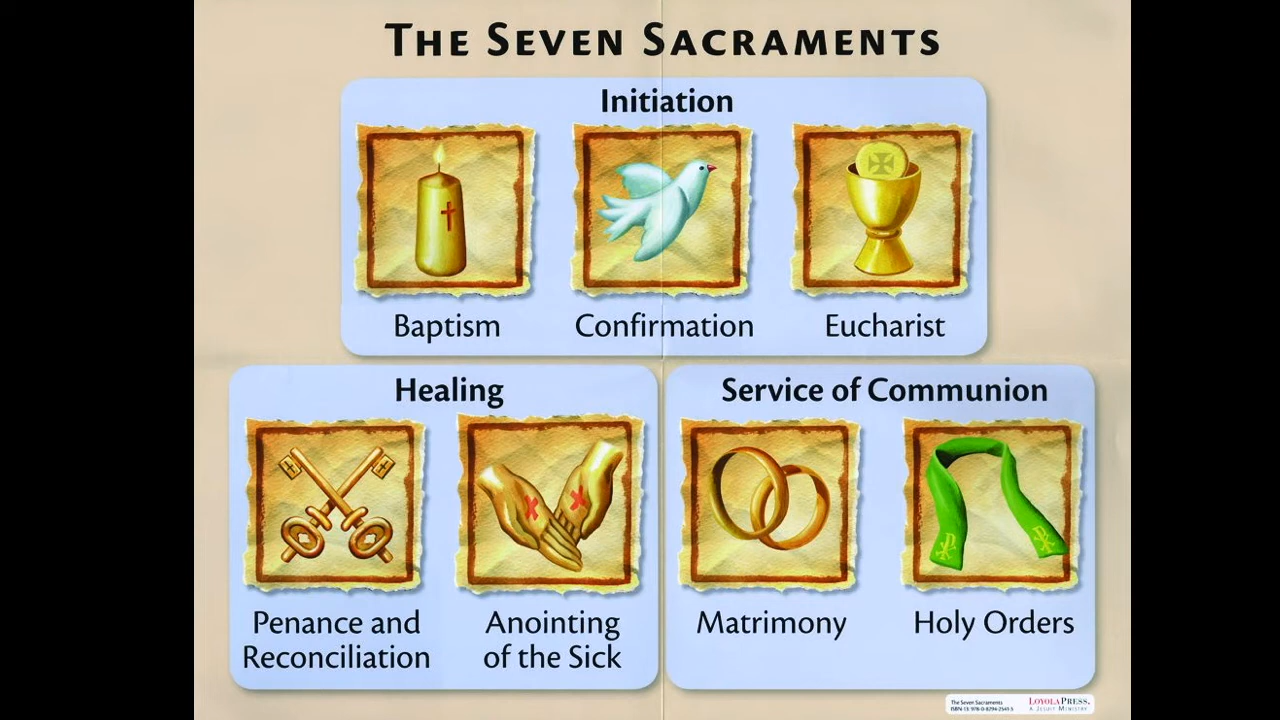 THE SEVEN SACRAMENTS
Initiation
Baptism
Confirmation
Eucharist
Healing
Penance and
Reconciliation
Anointing
of the Sick
Service of Communion
Matrimony
Holy Orders
The Seven Sacraments
LOYOLAPRESS.
A JESUIT MINISTRY